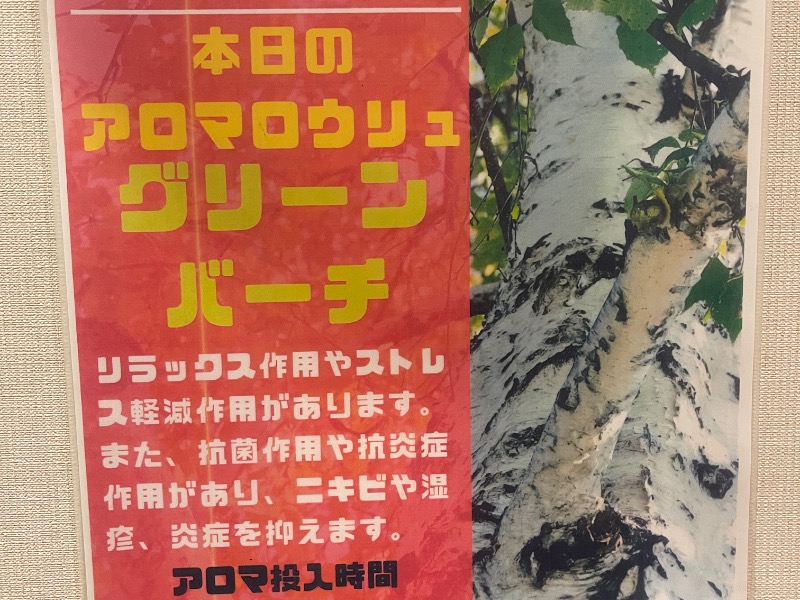 本日の
アロマロウリュ
グリーン
バーチ
リラックス作用やストレ
ス軽減作用があります。
また、抗菌作用や抗炎症
作用があり、ニキビや湿
疹、炎症を抑えます。
アロマ投入時間